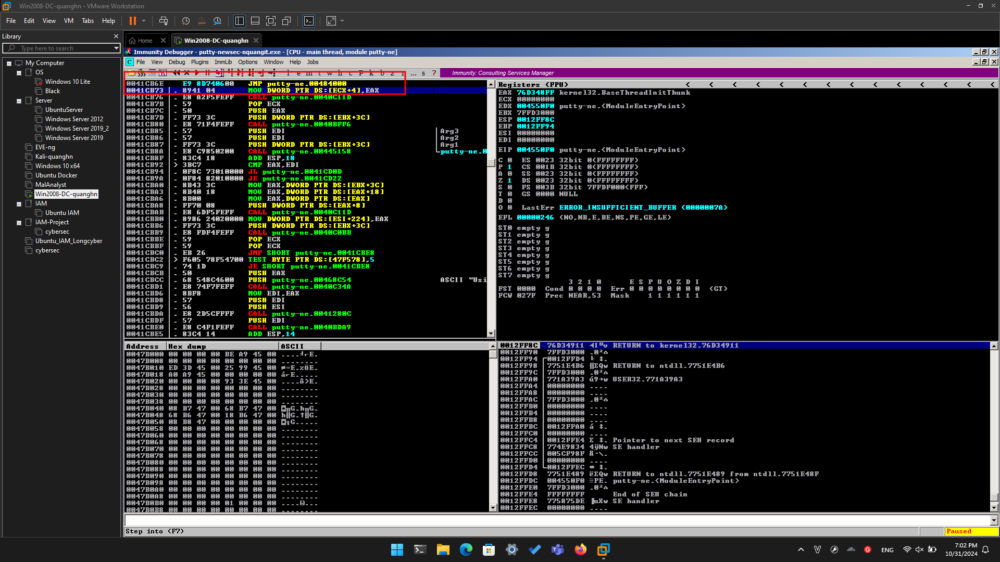 Win2008-DC-quanghn - VMware Workstation
File Edit View VM Tabs Help
Library
Type here to search
My Computer
OS
Windows 10 Lite
Black
Server
UbuntuServer
Windows Server 2012
Windows Server 2019_2
Windows Server 2019
EVE-ng
Kali-quanghn
Windows 10 x64
Ubuntu Docker
MalAnalyst
Win2008-DC-quanghn
IAM
Ubuntu IAM
IAM-Project
cybersec
Ubuntu_IAM_Longcyber
cybersec
Home Win2008-DC-quanghn
Immunity Debugger - putty-newsec-nquangit.exe - [CPU - main thread, module putty-ne]
C File View Debug Plugins ImmLib Options Window Help Jobs
l e m t w h c P k b z r ... s ? Immunity: Consulting Services Manager
0041CB6E E9 8D740600 JMP putty-ne.00484000
0041CB73 . 8941 04 MOV DWORD PTR DS:[ECX+4],EAX
0041CB76 . E8 A2F5FEFF CALL putty-ne.0040C11D
0041CB7B . 59 POP ECX
0041CB7C . 50 PUSH EAX
0041CB7D . FF73 3C PUSH DWORD PTR DS:[EBX+3C]
0041CB80 . E8 71F4FEFF CALL putty-ne.0040BFF6
0041CB85 . 57 PUSH EDI Arg3
0041CB86 . 57 PUSH EDI Arg2
0041CB87 . FF73 3C PUSH DWORD PTR DS:[EBX+3C] Arg1
0041CB8A . E8 C9850200 CALL putty-ne.00445158 putty-ne.0
0041CB8F . 83C4 18 ADD ESP,18
0041CB92 > 3BC7 CMP EAX,EDI
0041CB94 . 0F8C 73010000 JL putty-ne.0041CD0D
0041CB9A . 0F84 82010000 JE putty-ne.0041CD22
0041CBA0 . 8B43 3C MOV EAX,DWORD PTR DS:[EBX+3C]
0041CBA3 . 8B40 18 MOV EAX,DWORD PTR DS:[EAX+18]
0041CBA6 . 8B00 MOV EAX,DWORD PTR DS:[EAX]
0041CBA8 . FF70 08 PUSH DWORD PTR DS:[EAX+8]
0041CBAB . E8 6DF5FEFF CALL putty-ne.0040C11D
0041CBB0 . 8986 24020000 MOV DWORD PTR DS:[ESI+224],EAX
0041CBB6 . FF73 3C PUSH DWORD PTR DS:[EBX+3C]
0041CBB9 . E8 FDF4FEFF CALL putty-ne.0040C0BB
0041CBBE . 59 POP ECX
0041CBBF . 59 POP ECX
0041CBC0 . EB 26 JMP SHORT putty-ne.0041CBE8
0041CBC2 > F605 78F54700 TEST BYTE PTR DS:[47F578],5
0041CBC9 . 74 1D JE SHORT putty-ne.0041CBE8
0041CBCB . 50 PUSH EAX
0041CBCC . 68 548C4600 PUSH putty-ne.00468C54 ASCII "Usi
0041CBD1 . E8 74F7FEFF CALL putty-ne.0040C34A
0041CBD6 . 8BF8 MOV EDI,EAX
0041CBD8 . 57 PUSH EDI
0041CBD9 . 56 PUSH ESI
0041CBDA . E8 2D5CFFFF CALL putty-ne.0041280C
0041CBDF . 57 PUSH EDI
0041CBE0 . E8 C4F1FEFF CALL putty-ne.0040BDA9
0041CBE5 . 83C4 14 ADD ESP,14
Registers (FPU) < < < < < < < < < < < < <
EAX 76D348FF kernel32.BaseThreadInitThunk
ECX 00000000
EDX 004550F0 putty-ne.<ModuleEntryPoint>
EBX 7FFD3000
ESP 0012FF8C
EBP 0012FF94
ESI 00000000
EDI 00000000
EIP 004550F0 putty-ne.<ModuleEntryPoint>
C 0 ES 0023 32bit 0(FFFFFFFF)
P 1 CS 001B 32bit 0(FFFFFFFF)
A 0 SS 0023 32bit 0(FFFFFFFF)
Z 1 DS 0023 32bit 0(FFFFFFFF)
S 0 FS 003B 32bit 7FFDF000(FFF)
T 0 GS 0000 NULL
D 0
O 0 LastErr ERROR_INSUFFICIENT_BUFFER (0000007A)
EFL 00000246 (NO,NB,E,BE,NS,PE,GE,LE)
ST0 empty g
ST1 empty g
ST2 empty g
ST3 empty g
ST4 empty g
ST5 empty g
ST6 empty g
ST7 empty g
3 2 1 0 E S P U O Z D I
FST 0000 Cond 0 0 0 0 Err 0 0 0 0 0 0 0 0 (GT)
FCW 027F Prec NEAR,53 Mask 1 1 1 1 1 1
Address Hex dump ASCII
0047B000 00 00 00 00 BE A9 45 00
0047B008 00 00 00 00 00 00 00 00 ........
0047B010 ED 3D 45 00 25 99 45 00
0047B018 A0 A9 45 00 00 00 00 00
0047B020 00 00 00 00 93 3E 45 00 ....ô>E.
0047B028 00 00 00 00 00 00 00 00 ........
0047B030 00 00 00 00 00 00 00 00 ........
0047B038 00 00 00 00 00 00 00 00 ........
0047B040 08 B7 47 00 68 B7 47 00
0047B048 68 B6 47 00 18 B6 47 00
0047B050 08 B8 47 00 00 00 00 00
0047B058 00 00 00 00 00 00 00 00 ........
0047B060 00 00 00 00 00 00 00 00 ........
0047B068 00 00 00 00 00 00 00 00 ........
0047B070 00 00 00 00 00 00 00 00 ........
0047B078 00 00 00 00 00 00 00 00 ........
0047B080 00 00 00 00 00 00 00 00 ........
0047B088 00 00 00 00 00 00 00 00 ........
0047B090 00 00 00 00 00 00 00 00 ........
0047B098 00 00 00 00 00 00 00 00 ........
0047B0A0 00 00 00 00 00 00 00 00 ........
0047B0A8 00 00 00 00 00 00 00 00 ........
0047B0B0 00 00 00 00 01 00 00 00 ....☺...
0047B0B8 00 00 00 00 00 00 00 00 ........
0012FF8C 76D34911 RETURN to kernel32.76D34911
0012FF90 7FFD3000
0012FF94 0012FFD4
0012FF98 7751E4B6 RETURN to ntdll.7751E4B6
0012FF9C 7FFD3000
0012FFA0 771A39A3 USER32.771A39A3
0012FFA4 00000000 ....
0012FFA8 00000000 ....
0012FFAC 7FFD3000
0012FFB0 00000000 ....
0012FFB4 00000000 ....
0012FFB8 00000000 ....
0012FFBC 0012FFA0
0012FFC0 00000000 ....
0012FFC4 0012FFE4 Pointer to next SEH record
0012FFC8 774E9834 SE handler
0012FFCC 005CF98F
0012FFD0 00000000 ....
0012FFD4 0012FFEC
0012FFD8 7751E489 RETURN to ntdll.7751E489 from ntdll.7751E48F
0012FFDC 004550F0 putty-ne.<ModuleEntryPoint>
0012FFE0 7FFD3000
0012FFE4 FFFFFFFF End of SEH chain
0012FFE8 775875DE SE handler
0012FFEC 00000000 ....
Step into (F7)
Paused
ENG
7:02 PM
10/31/2024